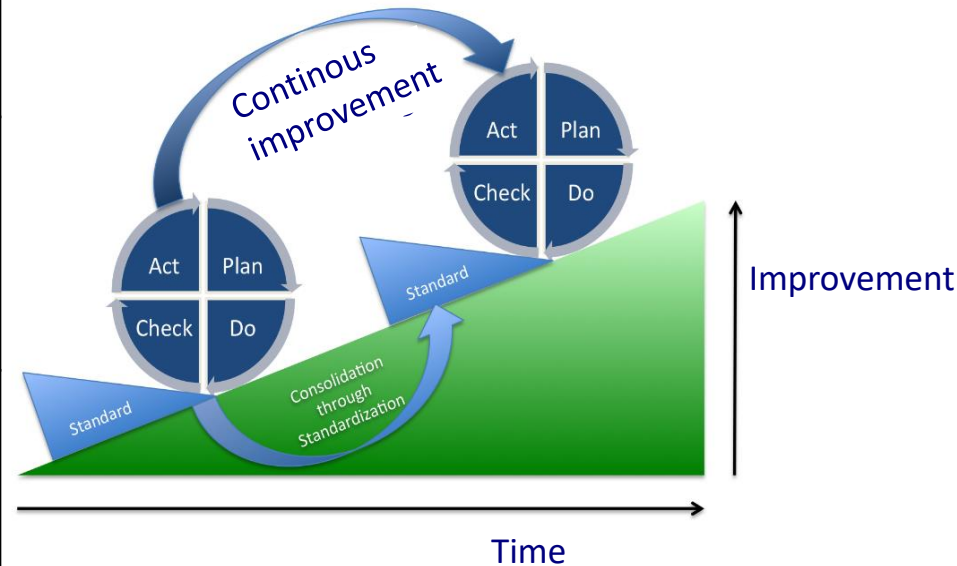 Continous
improvement
Act
Plan
Check
Do
Act
Plan
Check
Do
Standard
Standard
Consolidation
through
Standardization
Improvement
Time